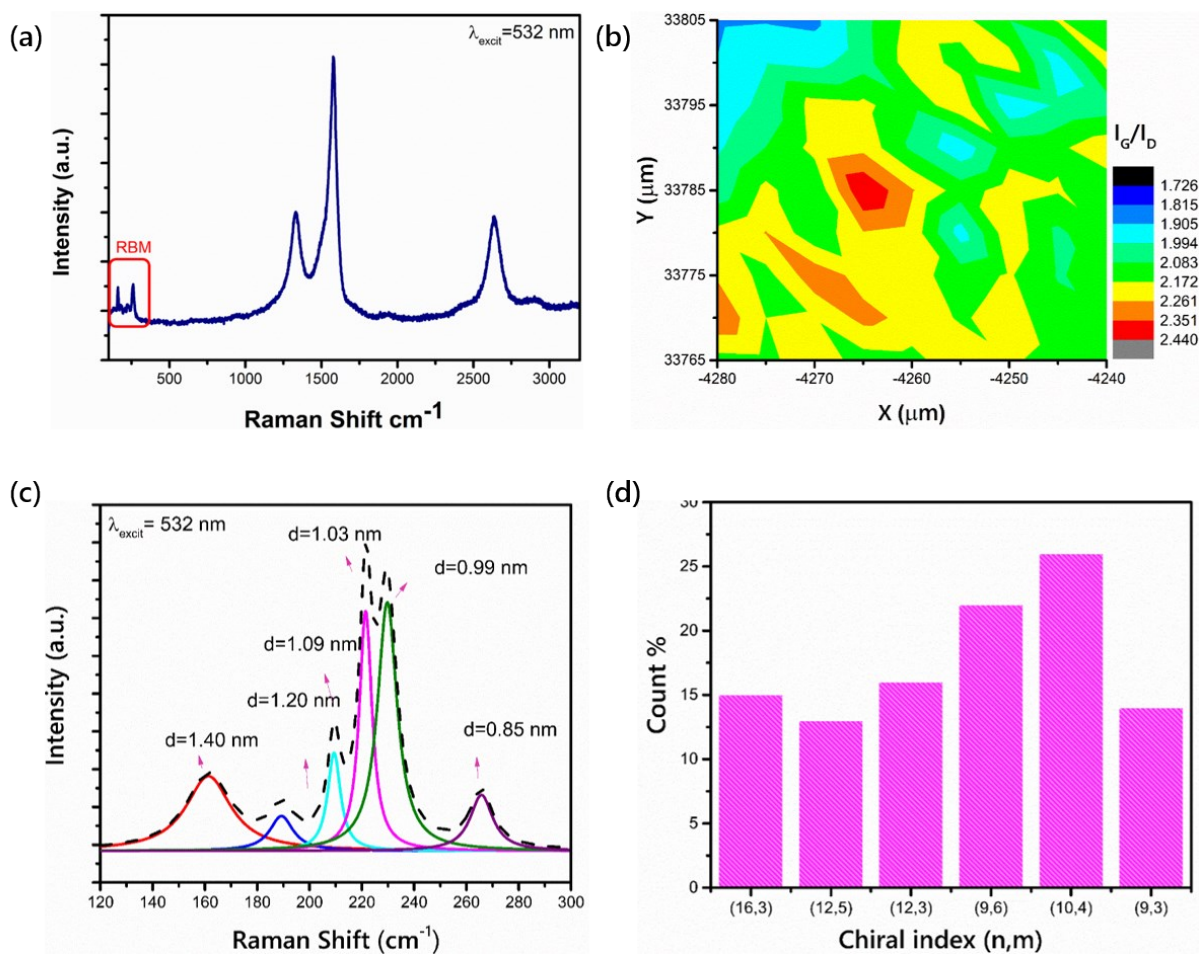 (a)
λexcit=532 nm
Intensity (a.u.)
RBM
500 1000 1500 2000 2500 3000
Raman Shift cm-1
(b)
33805
33795
33785
33775
33765
Y (μm)
-4280 -4270 -4260 -4250 -4240
X (μm)
IG/ID
1.726
1.815
1.905
1.994
2.083
2.172
2.261
2.351
2.440
(c)
λexcit= 532 nm
d=1.03 nm
d=0.99 nm
d=1.09 nm
d=1.20 nm
d=1.40 nm
d=0.85 nm
Intensity (a.u.)
120 140 160 180 200 220 240 260 280 300
Raman Shift (cm-1)
(d)
30
25
20
15
10
5
0
Count %
(16,3) (12,5) (12,3) (9,6) (10,4) (9,3)
Chiral index (n,m)